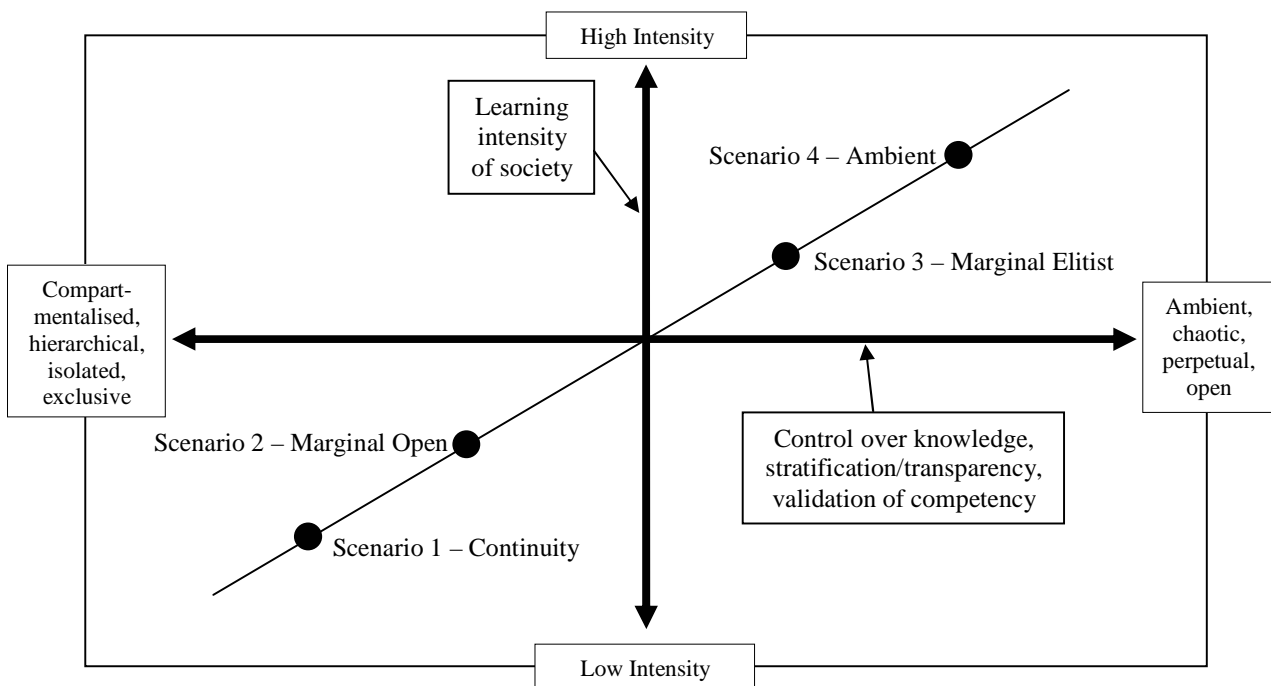 High Intensity
Learning
intensity
of society
Scenario 4 – Ambient
Scenario 3 – Marginal Elitist
Compart-
mentalised,
hierarchical,
isolated,
exclusive
Ambient,
chaotic,
perpetual,
open
Scenario 2 – Marginal Open
Control over knowledge,
stratification/transparency,
validation of competency
Scenario 1 – Continuity
Low Intensity